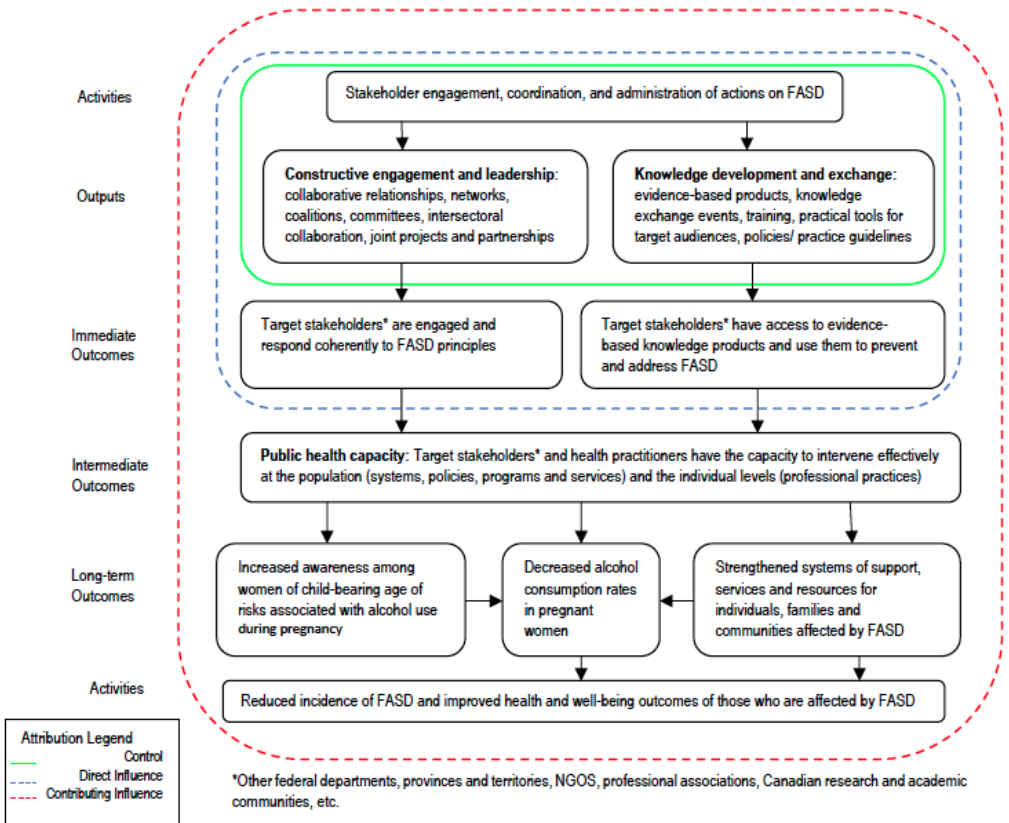 Activities
Stakeholder engagement, coordination, and administration of actions on FASD
Outputs
Constructive engagement and leadership:
collaborative relationships, networks,
coalitions, committees, intersectoral
collaboration, joint projects and partnerships
Knowledge development and exchange:
evidence-based products, knowledge
exchange events, training, practical tools for
target audiences, policies/ practice guidelines
Immediate
Outcomes
Target stakeholders* are engaged and
respond coherently to FASD principles
Target stakeholders* have access to evidence-
based knowledge products and use them to prevent
and address FASD
Intermediate
Outcomes
Public health capacity: Target stakeholders* and health practitioners have the capacity to intervene effectively
at the population (systems, policies, programs and services) and the individual levels (professional practices)
Long-term
Outcomes
Increased awareness among
women of child-bearing age of
risks associated with alcohol use
during pregnancy
Decreased alcohol
consumption rates
in pregnant
women
Strengthened systems of support,
services and resources for
individuals, families and
communities affected by FASD
Activities
Reduced incidence of FASD and improved health and well-being outcomes of those who are affected by FASD
Attribution Legend
Control
Direct Influence
Contributing Influence
*Other federal departments, provinces and territories, NGOS, professional associations, Canadian research and academic
communities, etc.